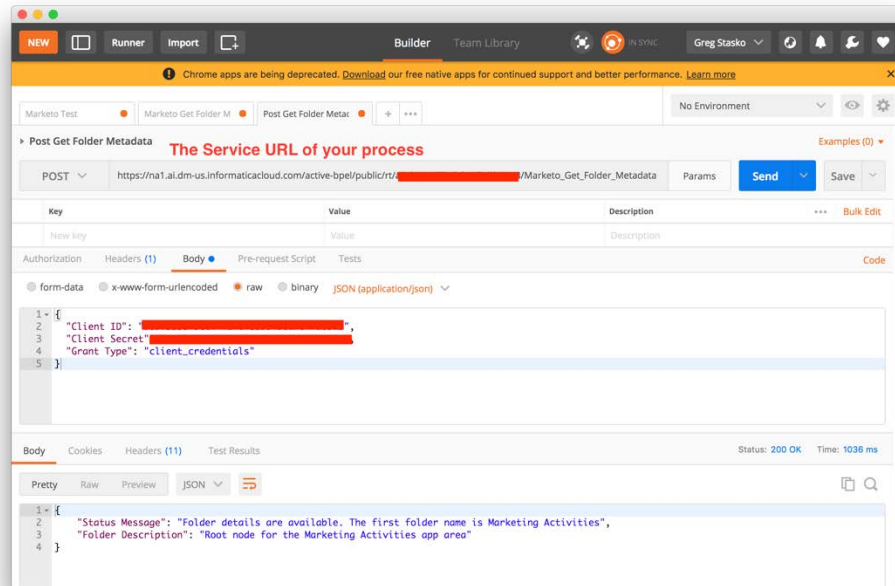 NEW Runner Import Builder Team Library IN SYNC Greg Stasko
Chrome apps are being deprecated. Download our free native apps for continued support and better performance. Learn more
Marketo Test Marketo Get Folder M Post Get Folder Metac + ••• No Environment
Post Get Folder Metadata Examples (0)
The Service URL of your process
POST https://na1.ai.dm-us.informaticacloud.com/active-bpel/public/rt/ /Marketo_Get_Folder_Metadata Params Send Save
Key Value Description ••• Bulk Edit
New key Value Description
Authorization Headers (1) Body Pre-request Script Tests Code
form-data x-www-form-urlencoded raw binary JSON (application/json)
1 {
2 "Client ID": " ",
3 "Client Secret"
4 "Grant Type": "client_credentials"
5 }
Body Cookies Headers (11) Test Results Status: 200 OK Time: 1036 ms
Pretty Raw Preview JSON
1 {
2 "Status Message": "Folder details are available. The first folder name is Marketing Activities",
3 "Folder Description": "Root node for the Marketing Activities app area"
4 }